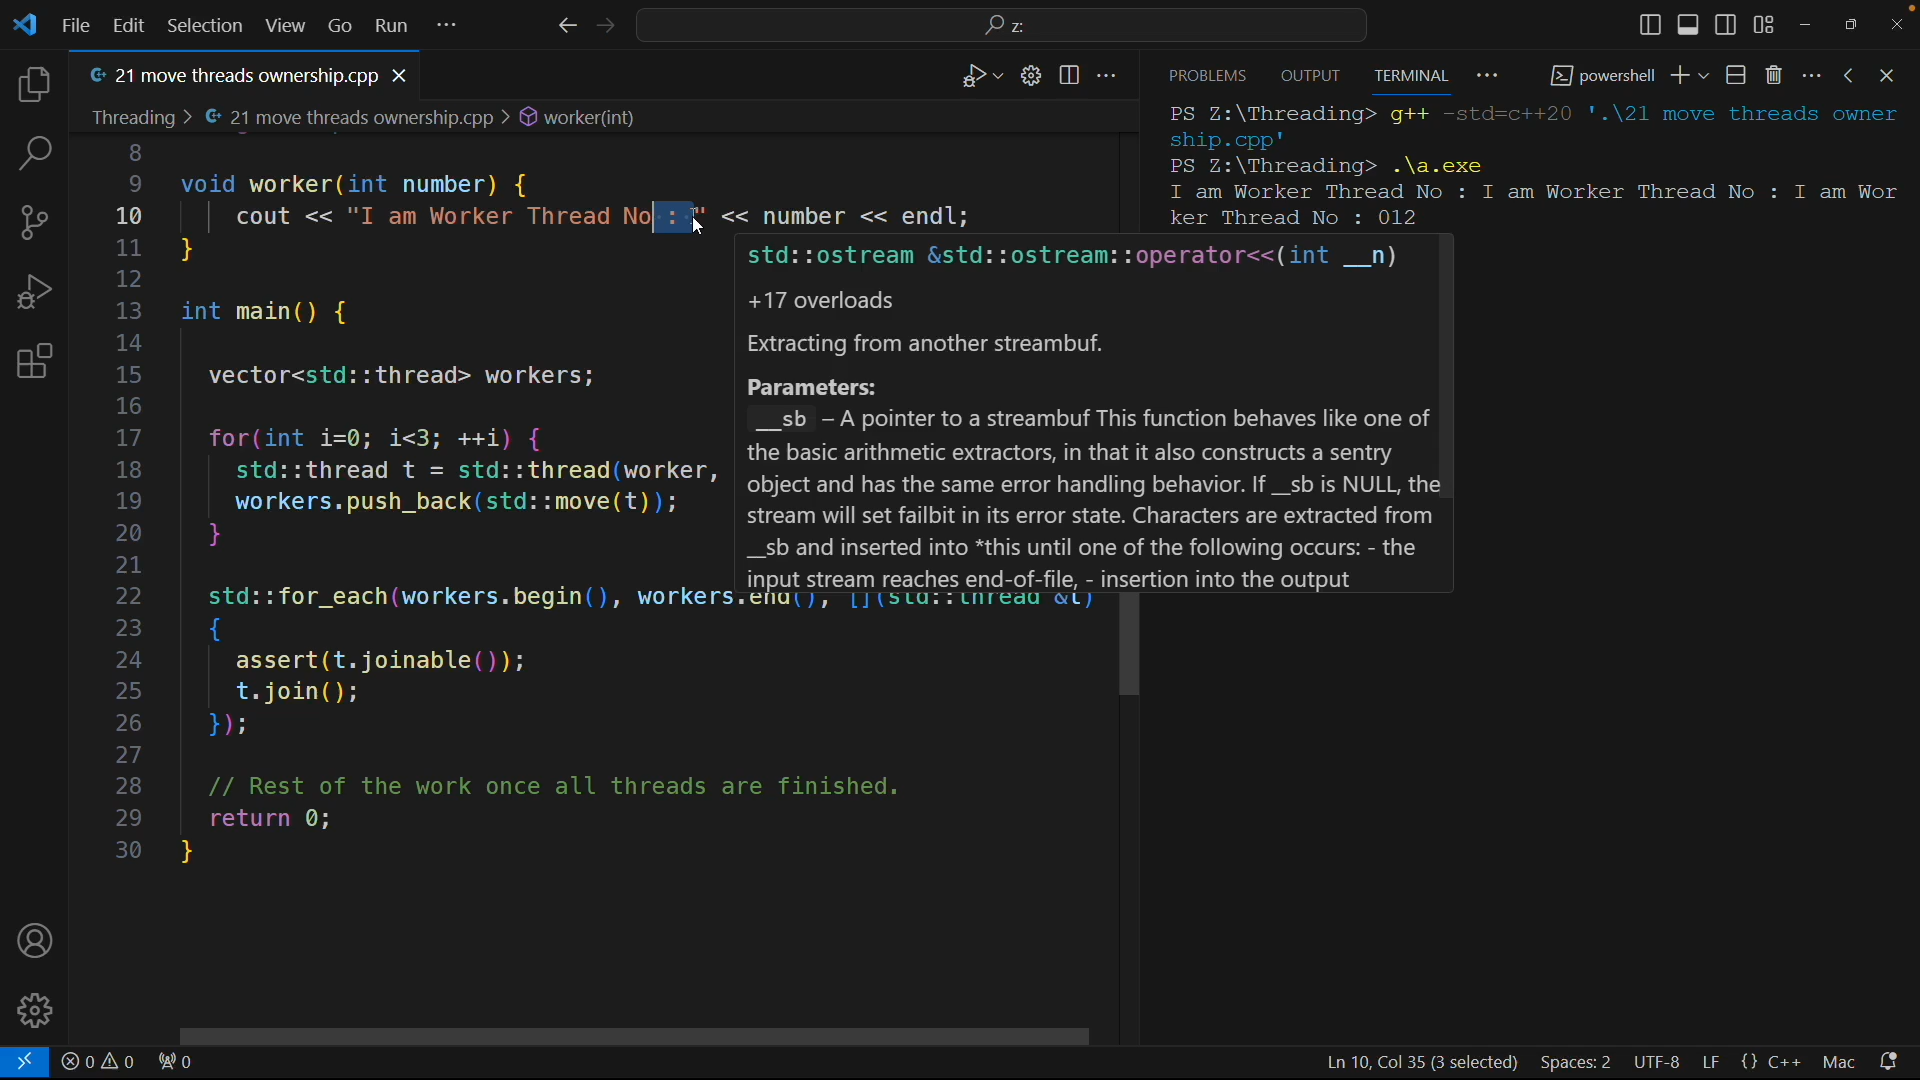 File Edit Selection View Go Run ··· z:
21 move threads ownership.cpp
Threading > 21 move threads ownership.cpp > worker(int)
8
9 void worker(int number) {
10 cout << "I am Worker Thread No : " << number << endl;
11 }
12
13 int main() {
14
15 vector<std::thread> workers;
16
17 for(int i=0; i<3; ++i) {
18 std::thread t = std::thread(worker,
19 workers.push_back(std::move(t));
20 }
21
22 std::for_each(workers.begin(), workers.end(), [](std::thread &t)
23 {
24 assert(t.joinable());
25 t.join();
26 });
27
28 // Rest of the work once all threads are finished.
29 return 0;
30 }
std::ostream &std::ostream::operator<<(int __n)
+17 overloads
Extracting from another streambuf.
Parameters:
__sb – A pointer to a streambuf This function behaves like one of
the basic arithmetic extractors, in that it also constructs a sentry
object and has the same error handling behavior. If __sb is NULL, the
stream will set failbit in its error state. Characters are extracted from
__sb and inserted into *this until one of the following occurs: - the
input stream reaches end-of-file, - insertion into the output
PROBLEMS OUTPUT TERMINAL ··· powershell
PS Z:\Threading> g++ -std=c++20 '.\21 move threads owner
ship.cpp'
PS Z:\Threading> .\a.exe
I am Worker Thread No : I am Worker Thread No : I am Wor
ker Thread No : 012
0 0 0 Ln 10, Col 35 (3 selected) Spaces: 2 UTF-8 LF {} C++ Mac